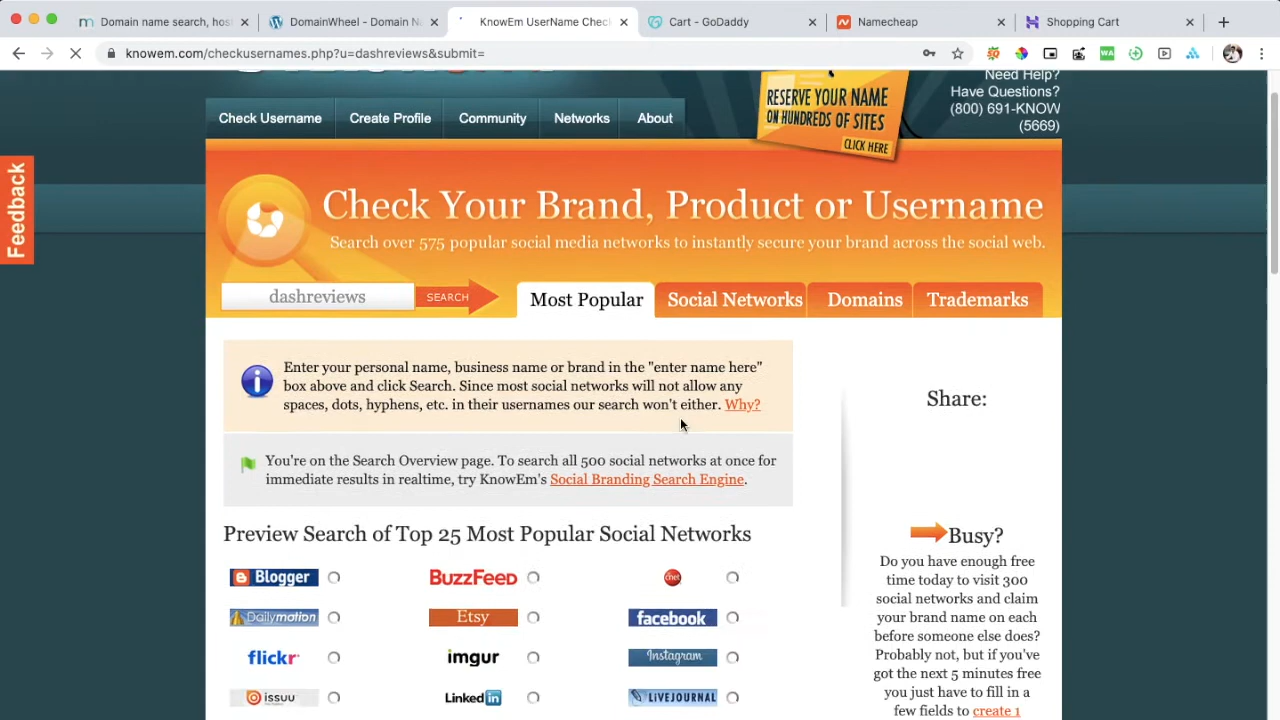 Domain name search, hos
DomainWheel - Domain N
KnowEm UserName Chec
Cart - GoDaddy
Namecheap
Shopping Cart
knowem.com/checkusernames.php?u=dashreviews&submit=
Need Help?
Have Questions?
(800) 691-KNOW
(5669)
RESERVE YOUR NAME
ON HUNDREDS OF SITES
CLICK HERE
Check Username
Create Profile
Community
Networks
About
Feedback
Check Your Brand, Product or Username
Search over 575 popular social media networks to instantly secure your brand across the social web.
dashreviews
SEARCH
Most Popular
Social Networks
Domains
Trademarks
Enter your personal name, business name or brand in the "enter name here"
box above and click Search. Since most social networks will not allow any
spaces, dots, hyphens, etc. in their usernames our search won't either. Why?
You're on the Search Overview page. To search all 500 social networks at once for
immediate results in realtime, try KnowEm's Social Branding Search Engine.
Preview Search of Top 25 Most Popular Social Networks
Blogger
BuzzFeed
cnet
Dailymotion
Etsy
facebook
flickr
imgur
Instagram
issuu
Linked in
LIVEJOURNAL
Share:
Busy?
Do you have enough free
time today to visit 300
social networks and claim
your brand name on each
before someone else does?
Probably not, but if you've
got the next 5 minutes free
you just have to fill in a
few fields to create 1